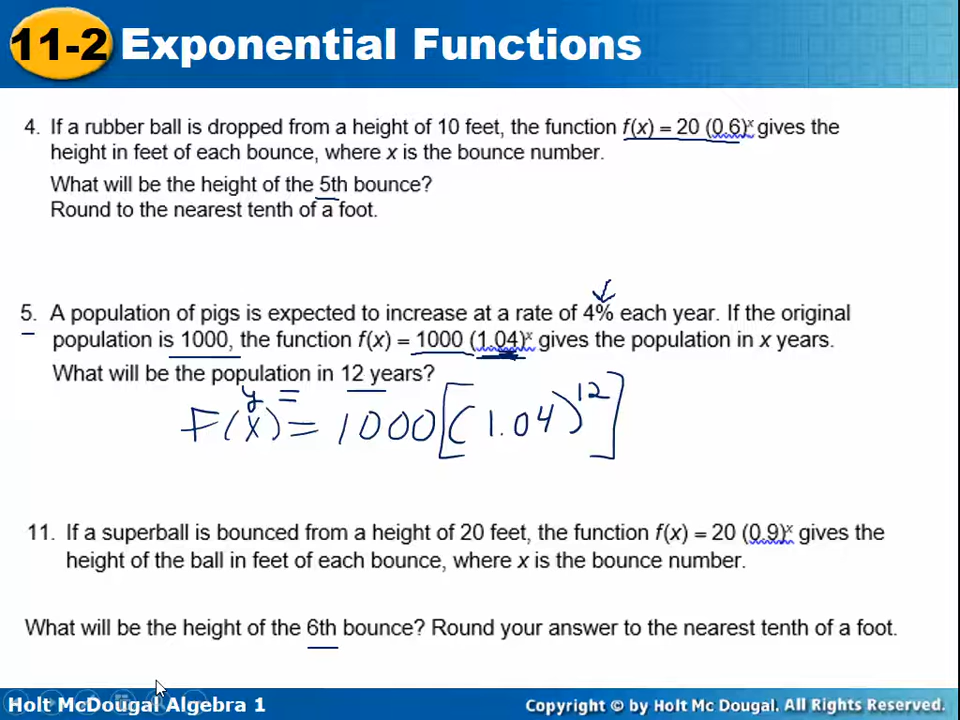 11-2 Exponential Functions
4. If a rubber ball is dropped from a height of 10 feet, the function f(x) = 20 (0.6)ˣ gives the
height in feet of each bounce, where x is the bounce number.
What will be the height of the 5th bounce?
Round to the nearest tenth of a foot.
5. A population of pigs is expected to increase at a rate of 4% each year. If the original
population is 1000, the function f(x) = 1000 (1.04)ˣ gives the population in x years.
What will be the population in 12 years?
y =
F(x) = 1000[(1.04)¹²]
11. If a superball is bounced from a height of 20 feet, the function f(x) = 20 (0.9)ˣ gives the
height of the ball in feet of each bounce, where x is the bounce number.
What will be the height of the 6th bounce? Round your answer to the nearest tenth of a foot.
Holt McDougal Algebra 1
Copyright © by Holt Mc Dougal. All Rights Reserved.